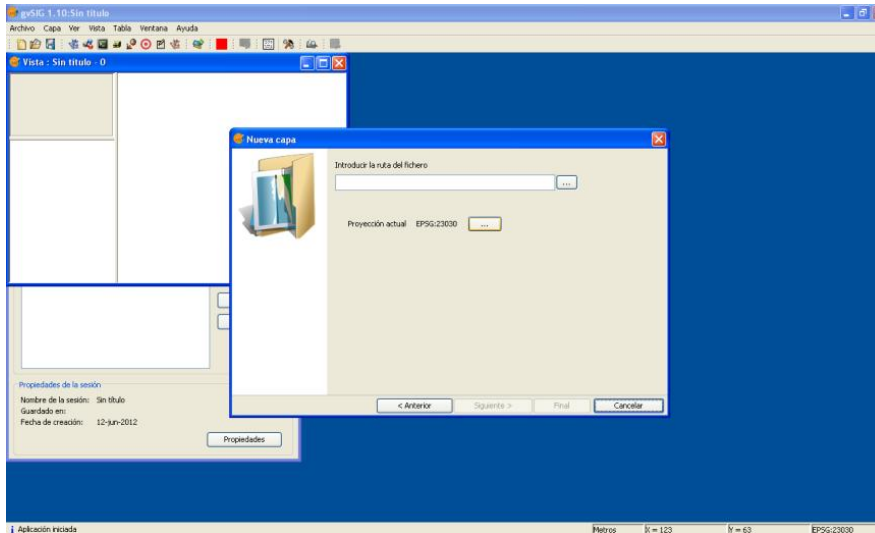 gvSIG 1.10:Sin título
Archivo Capa Ver Vista Tabla Ventana Ayuda
Vista : Sin título - 0
Nueva capa
Introducir la ruta del fichero
...
Proyección actual EPSG:23030 ...
< Anterior Siguiente > Final Cancelar
Propiedades de la sesión
Nombre de la sesión: Sin título
Guardado en:
Fecha de creación: 12-jun-2012
Propiedades
Aplicación iniciada Metros X = 123 Y = 63 EPSG:23030